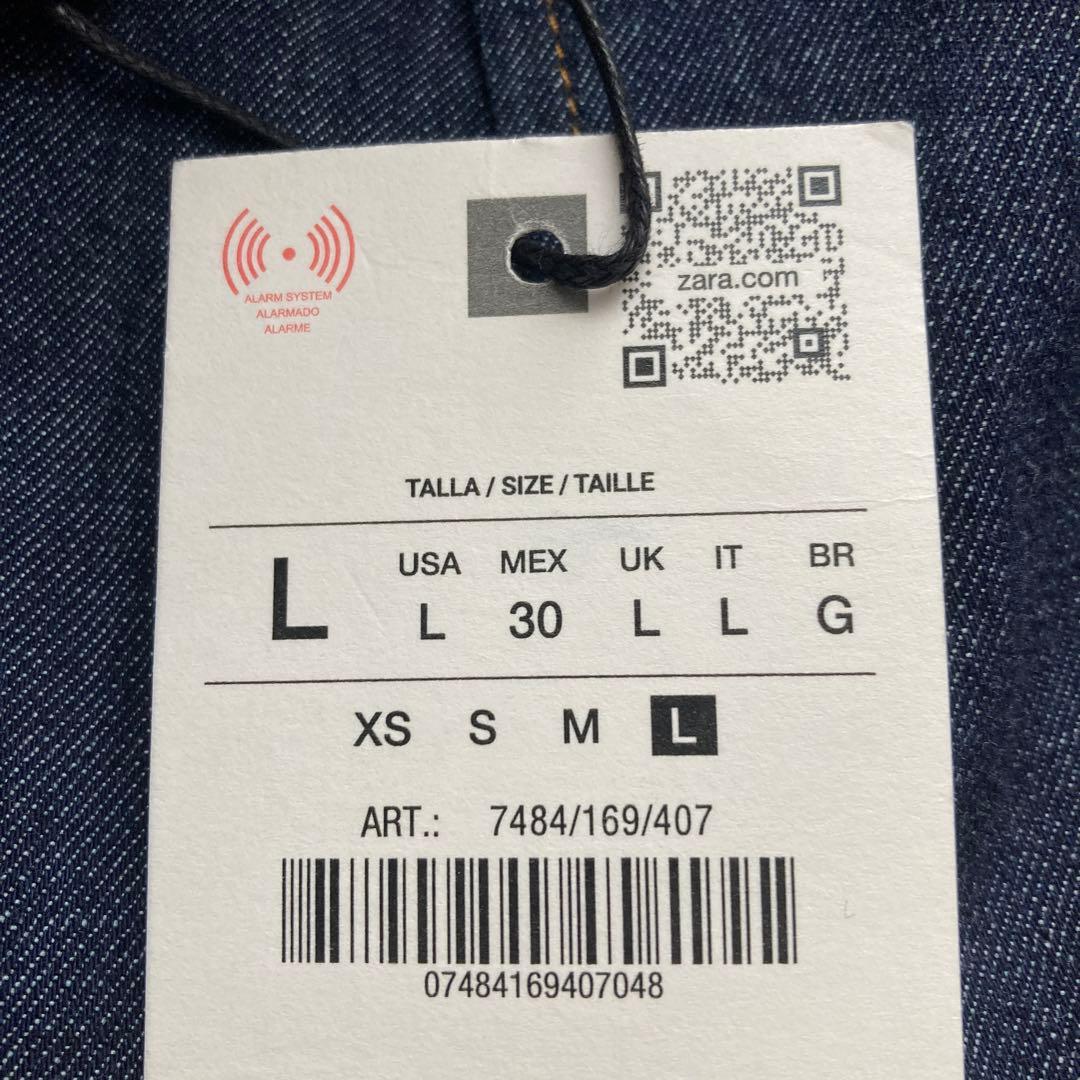 ALARM SYSTEM
ALARMADO
ALARME
zara.com
TALLA / SIZE / TAILLE
L
USA MEX UK IT BR
L 30 L L G
XS S M L
ART.: 7484/169/407
07484169407048